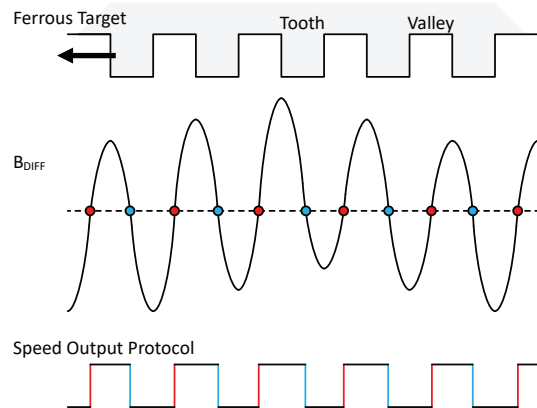 Ferrous Target
Tooth
Valley
BDIFF
Speed Output Protocol